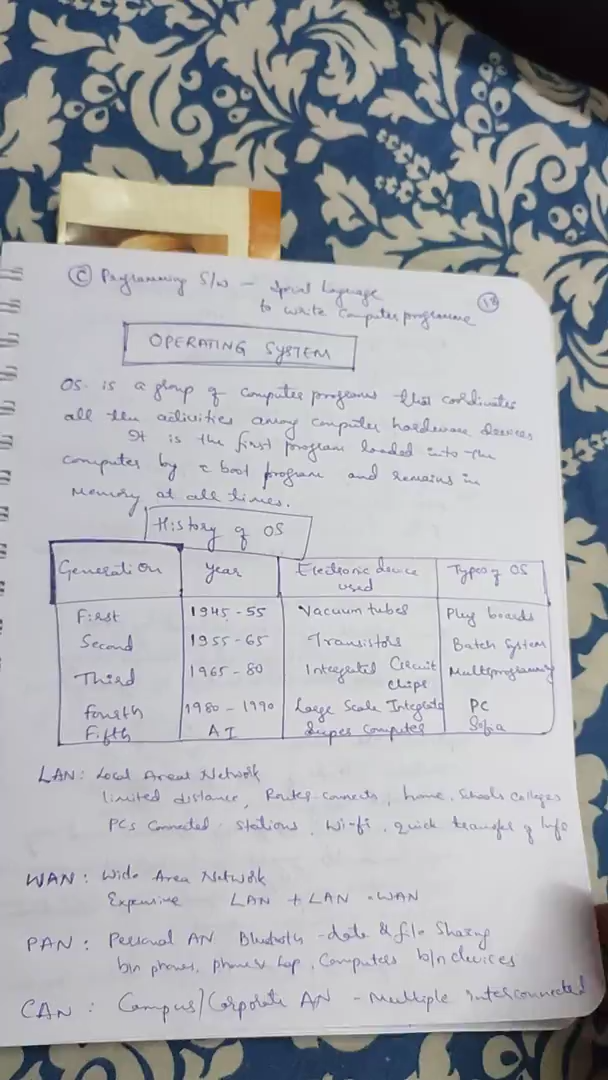 © Programming S/w - Special Language
to write Computer programme
13
OPERATING SYSTEM
OS. is a group of computer programs that coordinates
all the activities among computer hardware devices
It is the first program loaded into the
computer by a boot program and remains in
Memory at all times.
History of OS
Generation Year Electronic device used Types of OS
First 1945-55 Vacuum tubes Plug boards
Second 1955-65 Transistors Batch System
Third 1965-80 Integrated Circuit chips Multiprogramming
Fourth 1980-1990 Large Scale Integrate PC
Fifth AI Super Computer Sofia
LAN: Local Areal Network
limited distance, Router-connects, home, Schools Colleges
PCs Connected. Stations, Wi-fi, quick transfer of Info
WAN: Wide Area Network
Expensive LAN + LAN = WAN
PAN: Personal AN Bluetooth - data & file Sharing
b/n phones, phone & lap, Computers b/n devices
CAN: Campus/Corporate AN - Multiple interconnected